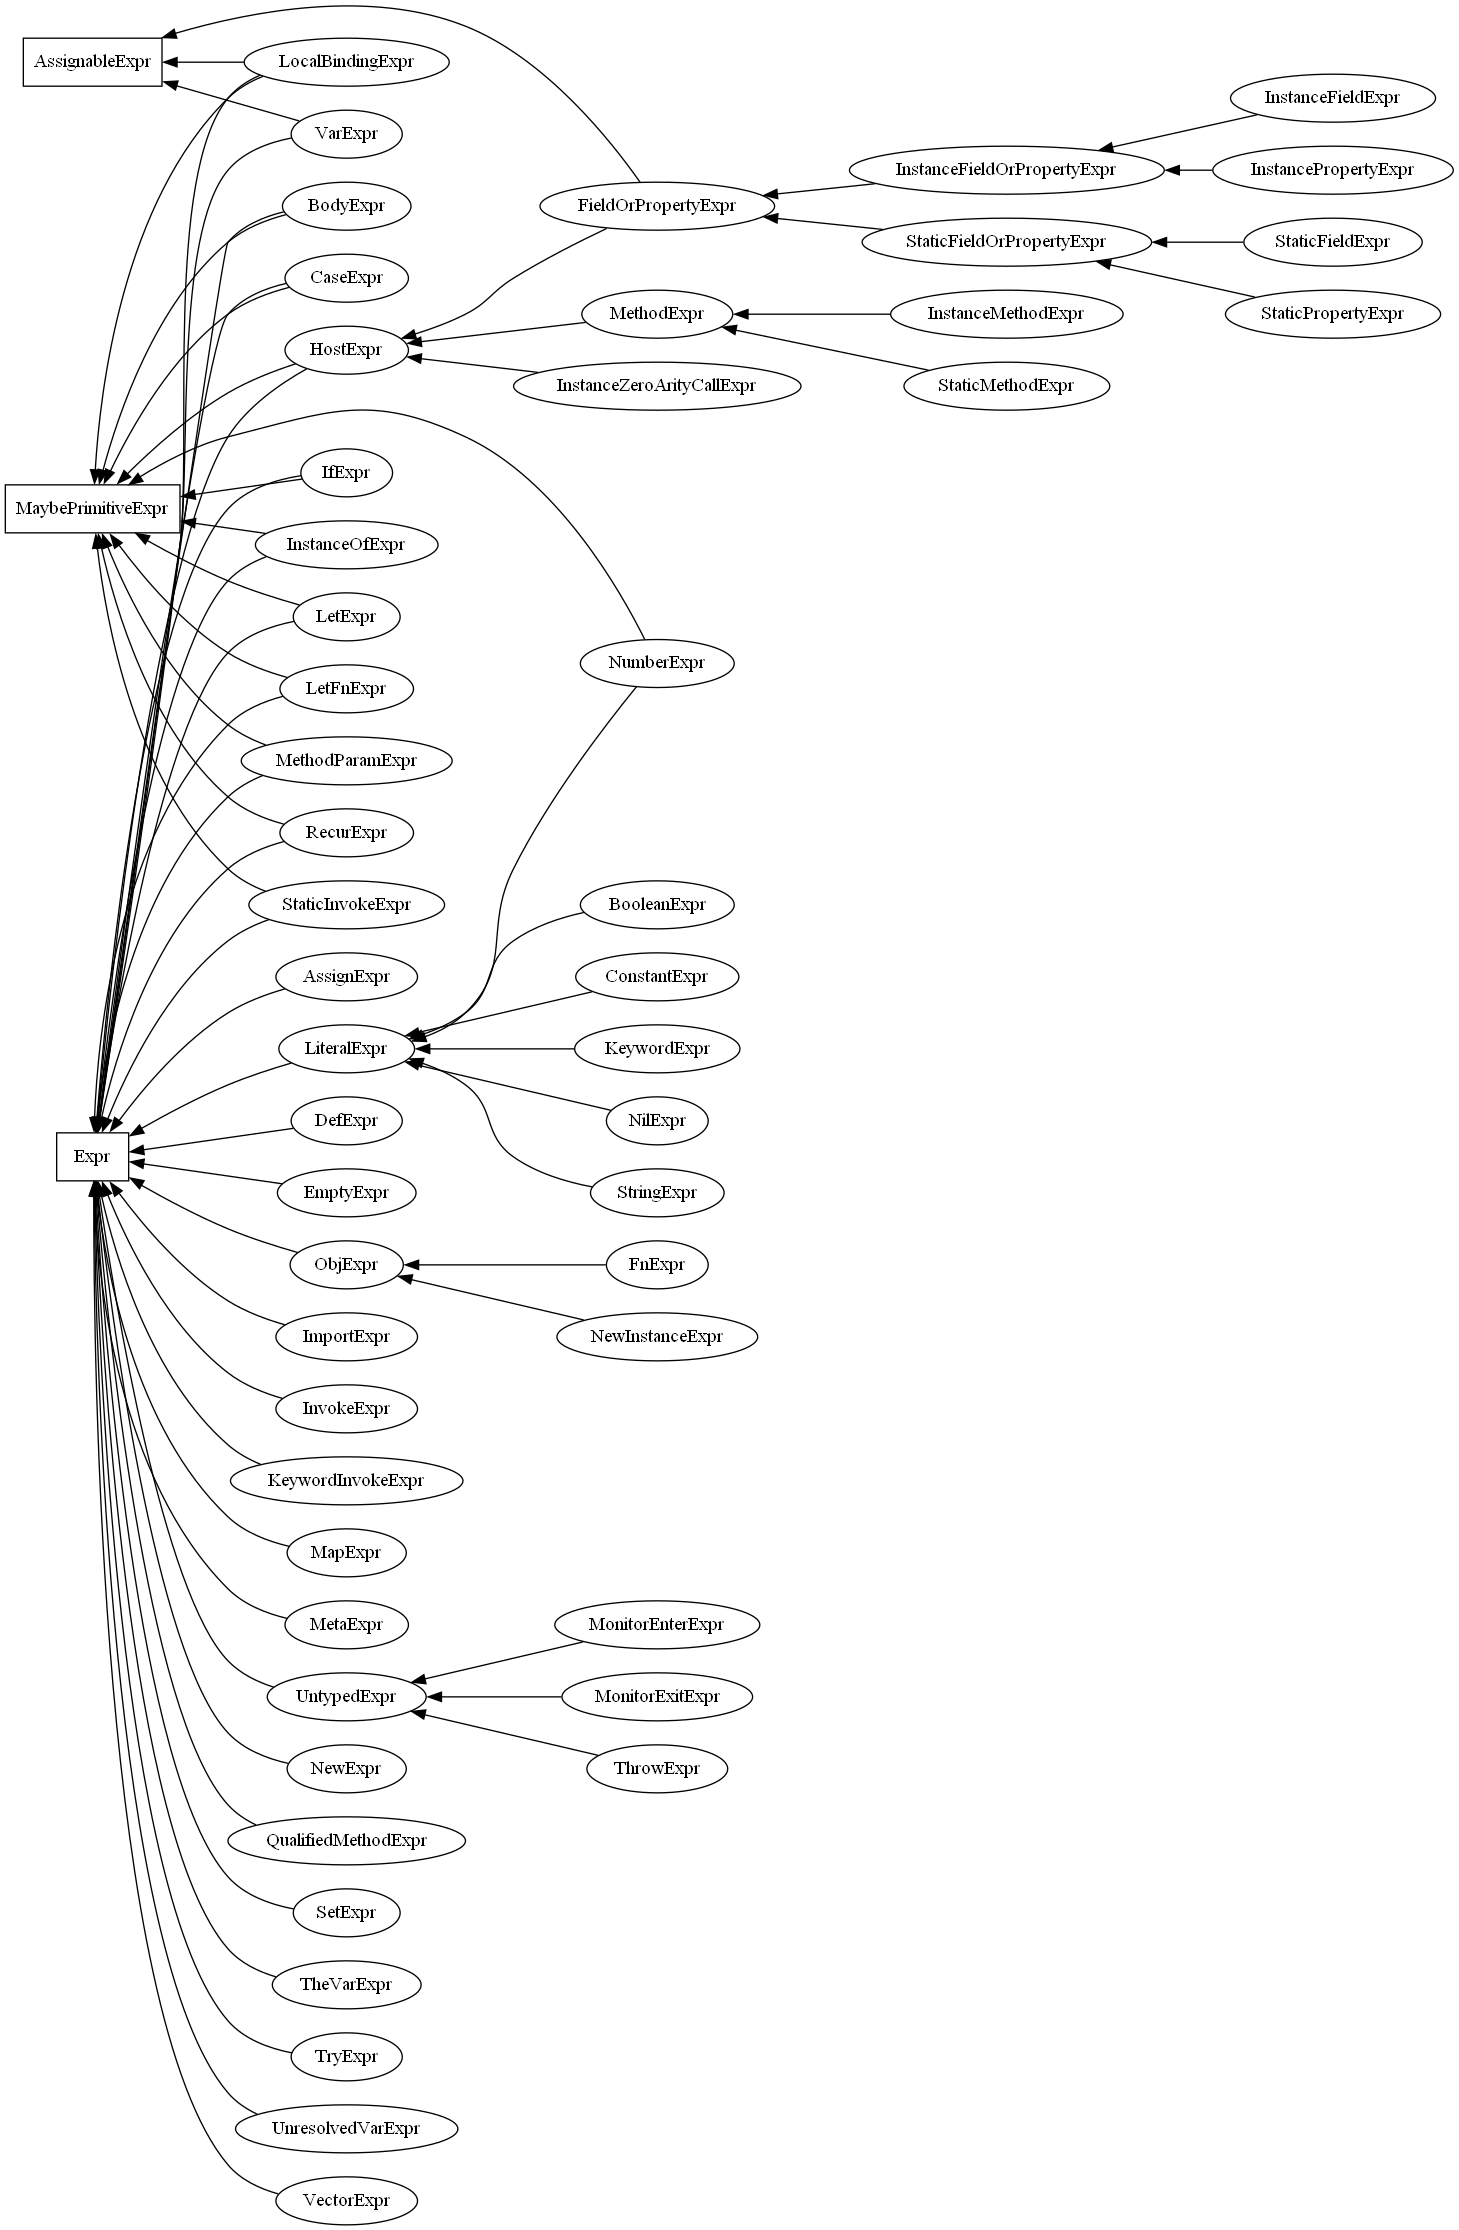 AssignableExpr
LocalBindingExpr
VarExpr
BodyExpr
CaseExpr
HostExpr
MaybePrimitiveExpr
IfExpr
InstanceOfExpr
LetExpr
LetFnExpr
MethodParamExpr
RecurExpr
StaticInvokeExpr
AssignExpr
LiteralExpr
DefExpr
Expr
EmptyExpr
ObjExpr
ImportExpr
InvokeExpr
KeywordInvokeExpr
MapExpr
MetaExpr
UntypedExpr
NewExpr
QualifiedMethodExpr
SetExpr
TheVarExpr
TryExpr
UnresolvedVarExpr
VectorExpr
FieldOrPropertyExpr
MethodExpr
InstanceZeroArityCallExpr
NumberExpr
BooleanExpr
ConstantExpr
KeywordExpr
NilExpr
StringExpr
FnExpr
NewInstanceExpr
MonitorEnterExpr
MonitorExitExpr
ThrowExpr
InstanceFieldOrPropertyExpr
StaticFieldOrPropertyExpr
InstanceMethodExpr
StaticMethodExpr
InstanceFieldExpr
InstancePropertyExpr
StaticFieldExpr
StaticPropertyExpr